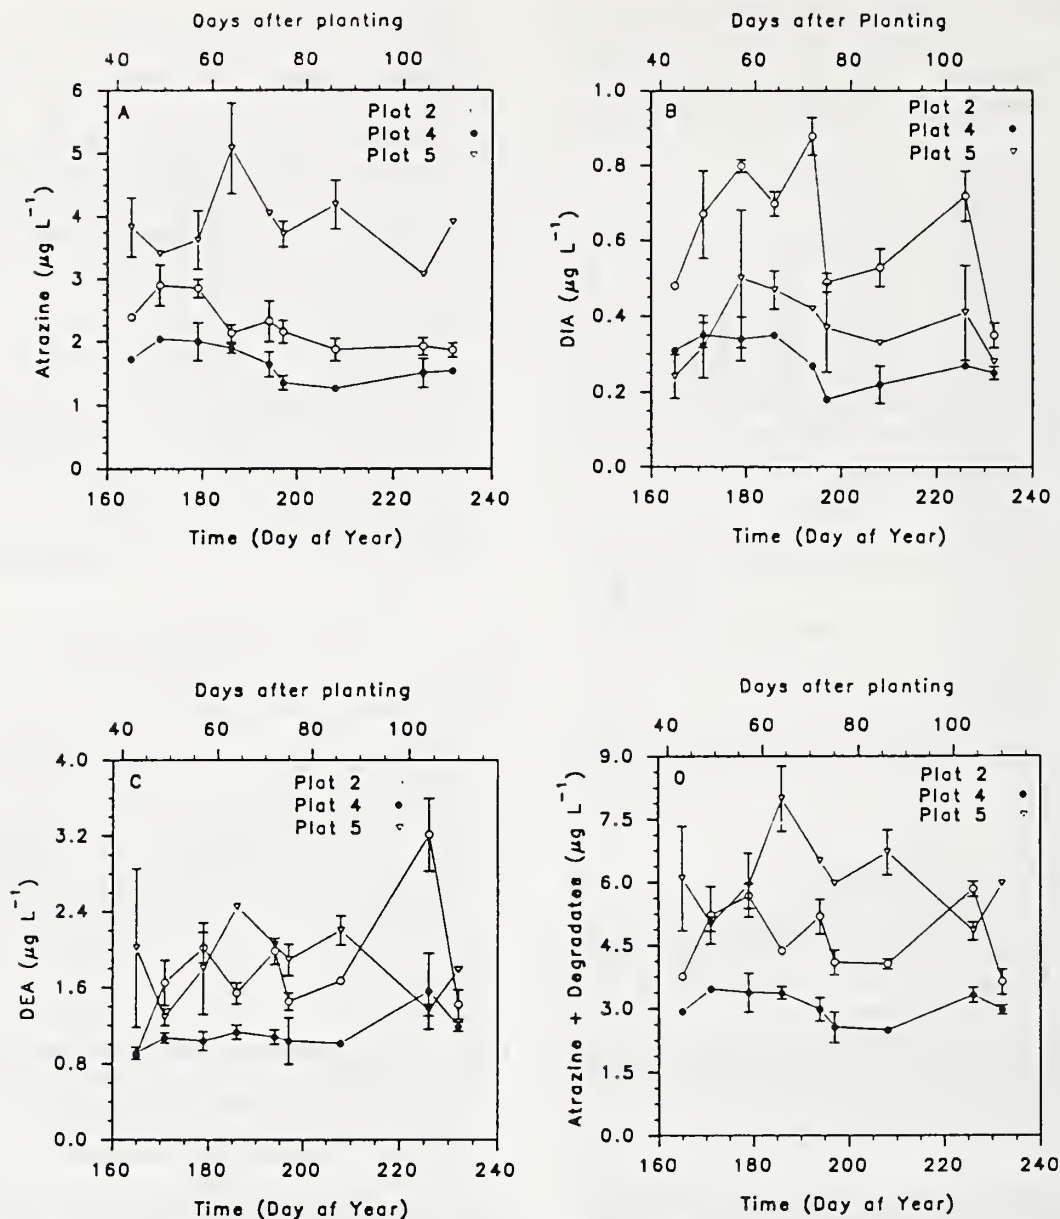 Days after planting
40 60 80 100
6
5
4
3
2
1
0
Atrazine (μg L⁻¹)
A
Plot 2
Plot 4
Plot 5
160 180 200 220 240
Time (Day of Year)
Days after Planting
40 60 80 100
1.0
0.8
0.6
0.4
0.2
0.0
DIA (μg L⁻¹)
B
Plot 2
Plot 4
Plot 5
160 180 200 220 240
Time (Day of Year)
Days after planting
40 60 80 100
4.0
3.2
2.4
1.6
0.8
0.0
DEA (μg L⁻¹)
C
Plot 2
Plot 4
Plot 5
160 180 200 220 240
Time (Day of Year)
Days after planting
40 60 80 100
9.0
7.5
6.0
4.5
3.0
1.5
0.0
Atrazine + Degradates (μg L⁻¹)
D
Plot 2
Plot 4
Plot 5
160 180 200 220 240
Time (Day of Year)